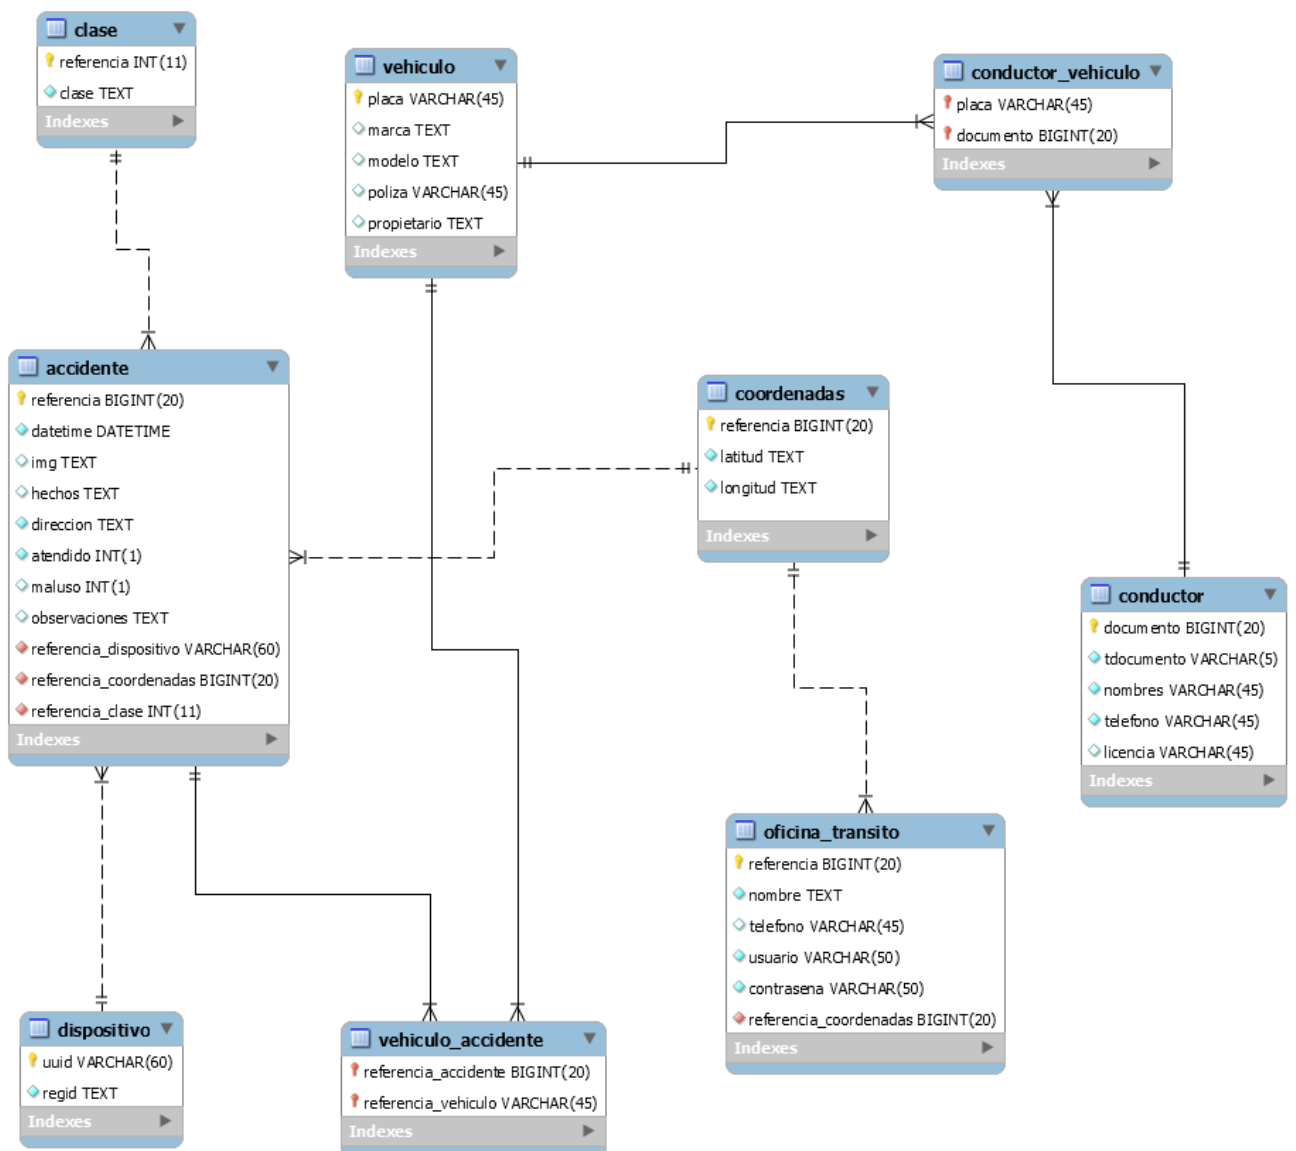 clase
referencia INT(11)
clase TEXT
Indexes
vehiculo
placa VARCHAR(45)
marca TEXT
modelo TEXT
poliza VARCHAR(45)
propietario TEXT
Indexes
conductor_vehiculo
placa VARCHAR(45)
documento BIGINT(20)
Indexes
accidente
referencia BIGINT(20)
datetime DATETIME
img TEXT
hechos TEXT
direccion TEXT
atendido INT(1)
maluso INT(1)
observaciones TEXT
referencia_dispositivo VARCHAR(60)
referencia_coordenadas BIGINT(20)
referencia_clase INT(11)
Indexes
coordenadas
referencia BIGINT(20)
latitud TEXT
longitud TEXT
Indexes
conductor
documento BIGINT(20)
tdocumento VARCHAR(5)
nombres VARCHAR(45)
telefono VARCHAR(45)
licencia VARCHAR(45)
Indexes
oficina_transito
referencia BIGINT(20)
nombre TEXT
telefono VARCHAR(45)
usuario VARCHAR(50)
contrasena VARCHAR(50)
referencia_coordenadas BIGINT(20)
Indexes
dispositivo
uuid VARCHAR(60)
regid TEXT
Indexes
vehiculo_accidente
referencia_accidente BIGINT(20)
referencia_vehiculo VARCHAR(45)
Indexes